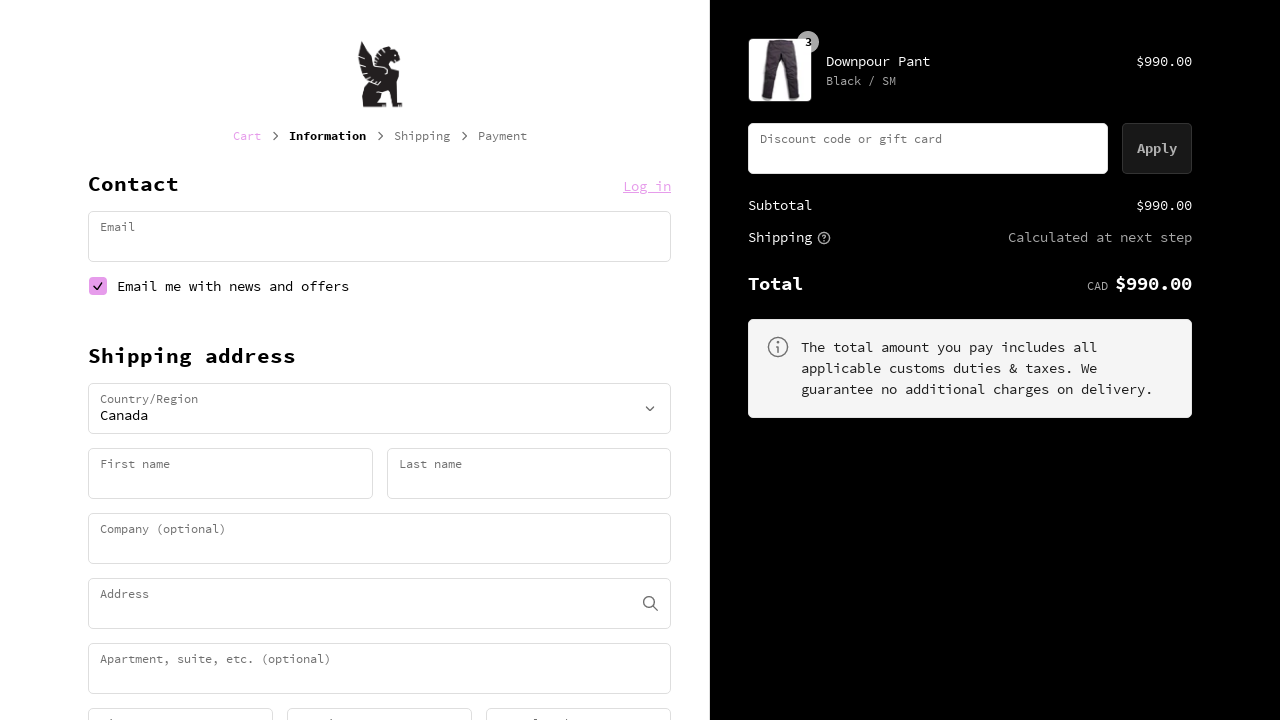 Cart
Information
Shipping
Payment
Contact
Log in
Email
Email me with news and offers
Shipping address
Country/Region
Canada
First name
Last name
Company (optional)
Address
Apartment, suite, etc. (optional)
3
Downpour Pant
$990.00
Black / SM
Discount code or gift card
Apply
Subtotal
$990.00
Shipping
Calculated at next step
Total
CAD $990.00
The total amount you pay includes all
applicable customs duties & taxes. We
guarantee no additional charges on delivery.